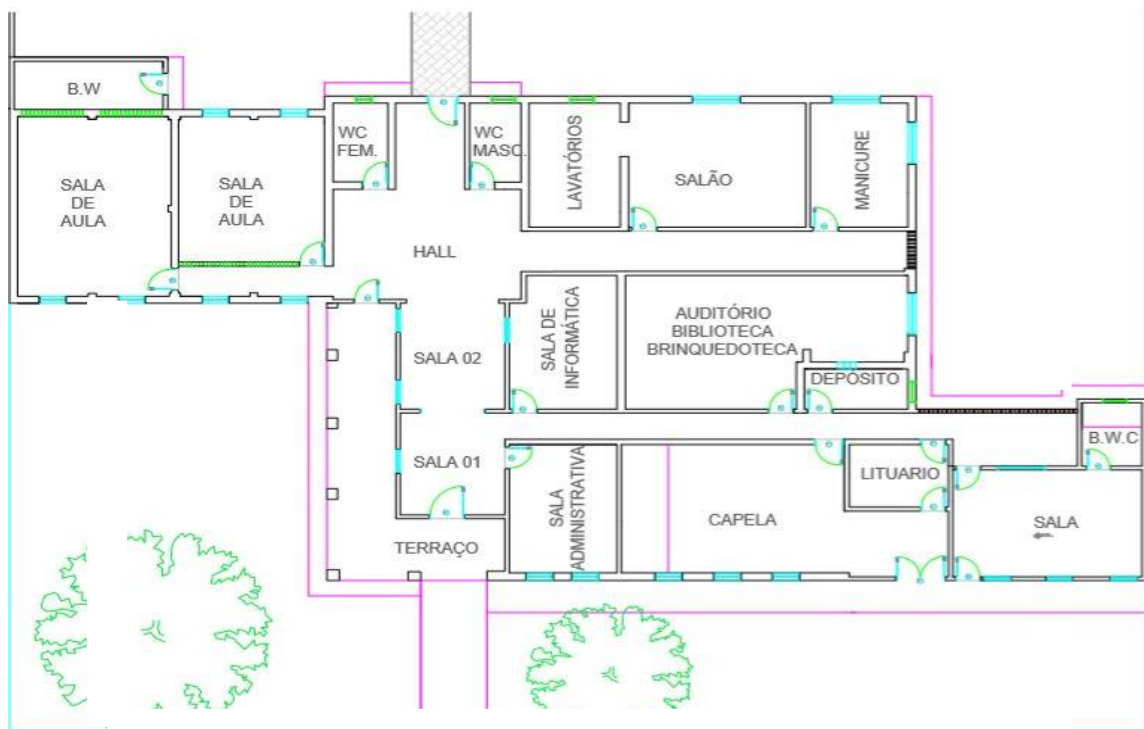 B.W
WC
FEM.
WC
MASC.
LAVATÓRIOS
SALÃO
MANICURE
SALA
DE
AULA
SALA
DE
AULA
HALL
SALA DE
INFORMÁTICA
AUDITÓRIO
BIBLIOTECA
BRINQUEDOTECA
SALA 02
DEPOSITO
B.W.C
SALA 01
SALA
ADMINISTRATIVA
LITUARIO
CAPELA
SALA
TERRAÇO